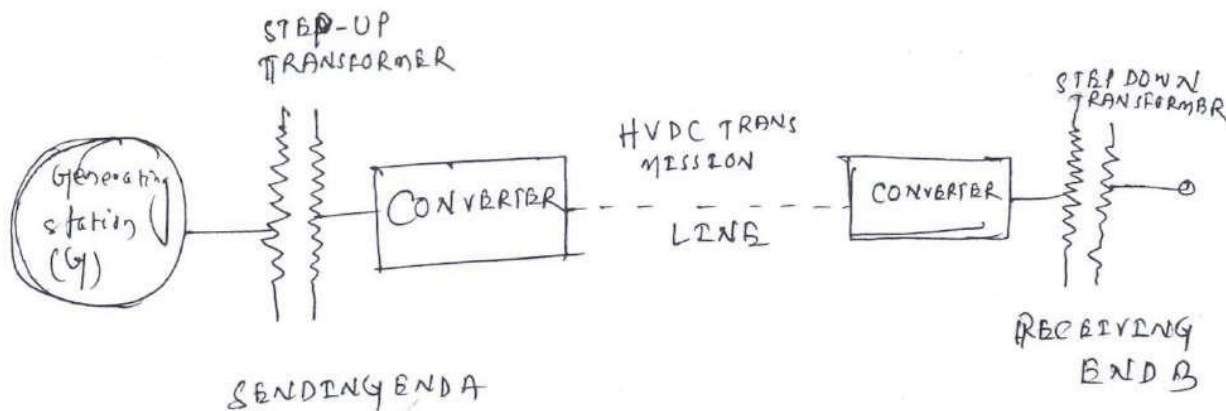 STEP-UP
TRANSFORMER
Generating
station
(G)
CONVERTER
HVDC TRANS
MISSION
LINE
CONVERTER
STEP DOWN
TRANSFORMER
SENDING END A
RECEIVING
END B